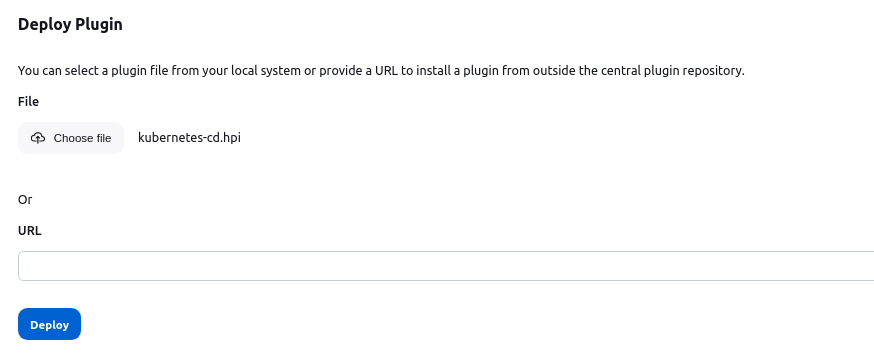 Deploy Plugin
You can select a plugin file from your local system or provide a URL to install a plugin from outside the central plugin repository.
File
Choose file kubernetes-cd.hpi
Or
URL
Deploy